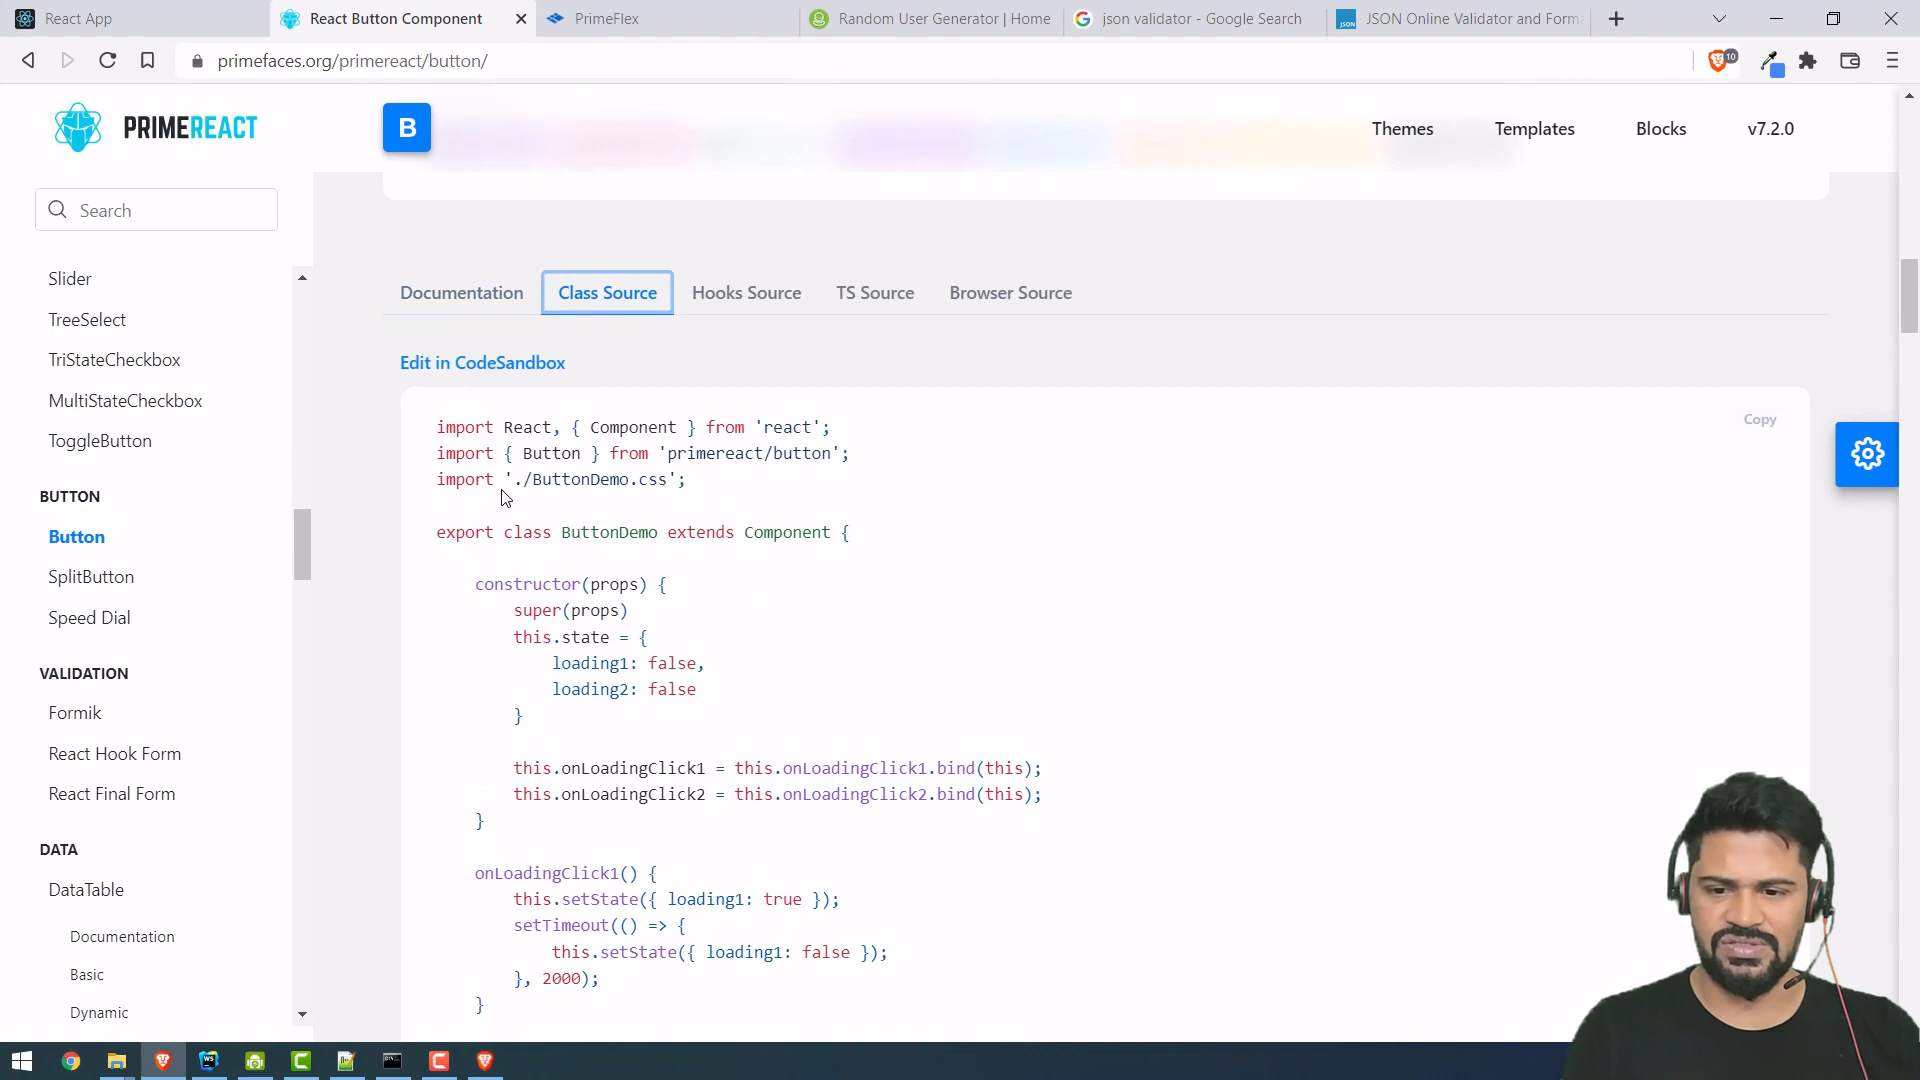 React App
React Button Component
PrimeFlex
Random User Generator | Home
json validator - Google Search
JSON Online Validator and Form
primefaces.org/primereact/button/
10
PRIMEREACT
B
Themes
Templates
Blocks
v7.2.0
Search
Slider
TreeSelect
TriStateCheckbox
MultiStateCheckbox
ToggleButton
BUTTON
Button
SplitButton
Speed Dial
VALIDATION
Formik
React Hook Form
React Final Form
DATA
DataTable
Documentation
Basic
Dynamic
Documentation
Class Source
Hooks Source
TS Source
Browser Source
Edit in CodeSandbox
Copy
import React, { Component } from 'react';
import { Button } from 'primereact/button';
import './ButtonDemo.css';
export class ButtonDemo extends Component {
constructor(props) {
super(props)
this.state = {
loading1: false,
loading2: false
}
this.onLoadingClick1 = this.onLoadingClick1.bind(this);
this.onLoadingClick2 = this.onLoadingClick2.bind(this);
}
onLoadingClick1() {
this.setState({ loading1: true });
setTimeout(() => {
this.setState({ loading1: false });
}, 2000);
}